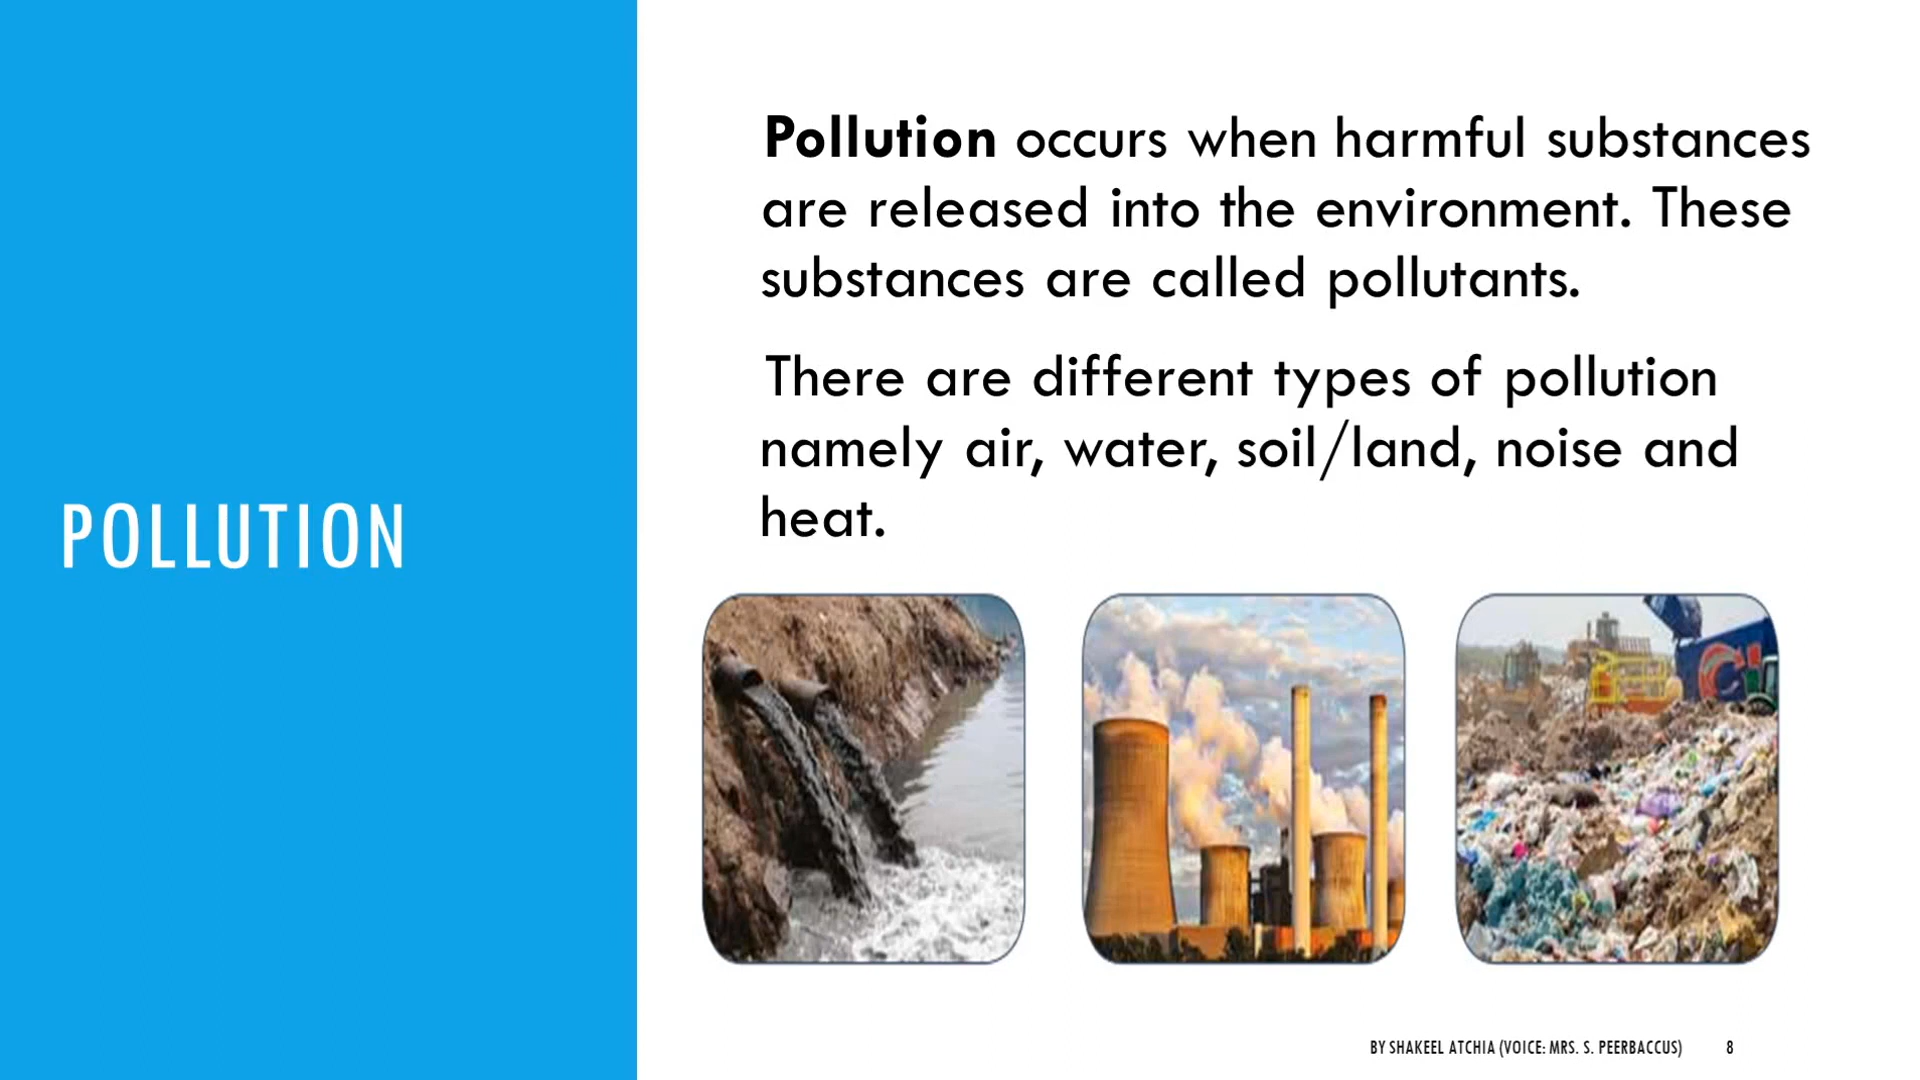 POLLUTION
Pollution occurs when harmful substances
are released into the environment. These
substances are called pollutants.
There are different types of pollution
namely air, water, soil/land, noise and
heat.
BY SHAKEEL ATCHIA (VOICE: MRS. S. PEERBACCUS) 8